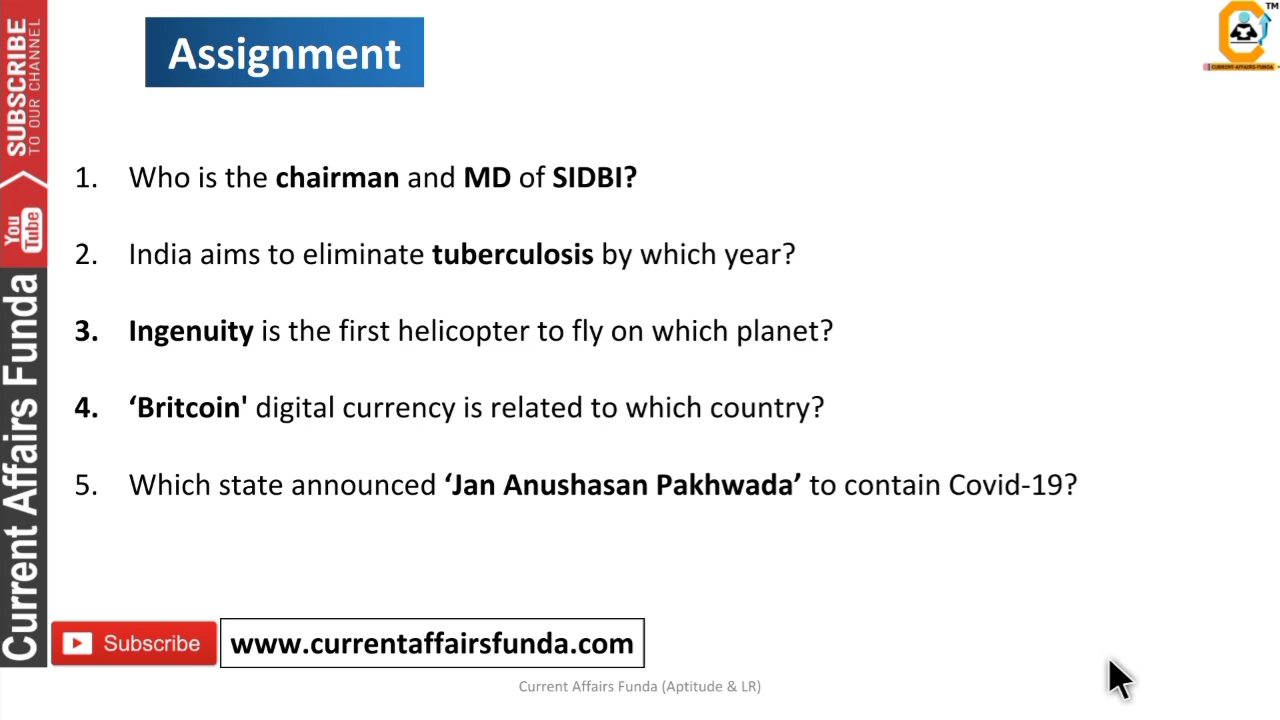 Assignment
1. Who is the chairman and MD of SIDBI?
2. India aims to eliminate tuberculosis by which year?
3. Ingenuity is the first helicopter to fly on which planet?
4. ‘Britcoin' digital currency is related to which country?
5. Which state announced ‘Jan Anushasan Pakhwada’ to contain Covid-19?
SUBSCRIBE
TO OUR CHANNEL
You
Tube
Current Affairs Funda
TM
CURRENT AFFAIRS FUNDA
Subscribe
www.currentaffairsfunda.com
Current Affairs Funda (Aptitude & LR)